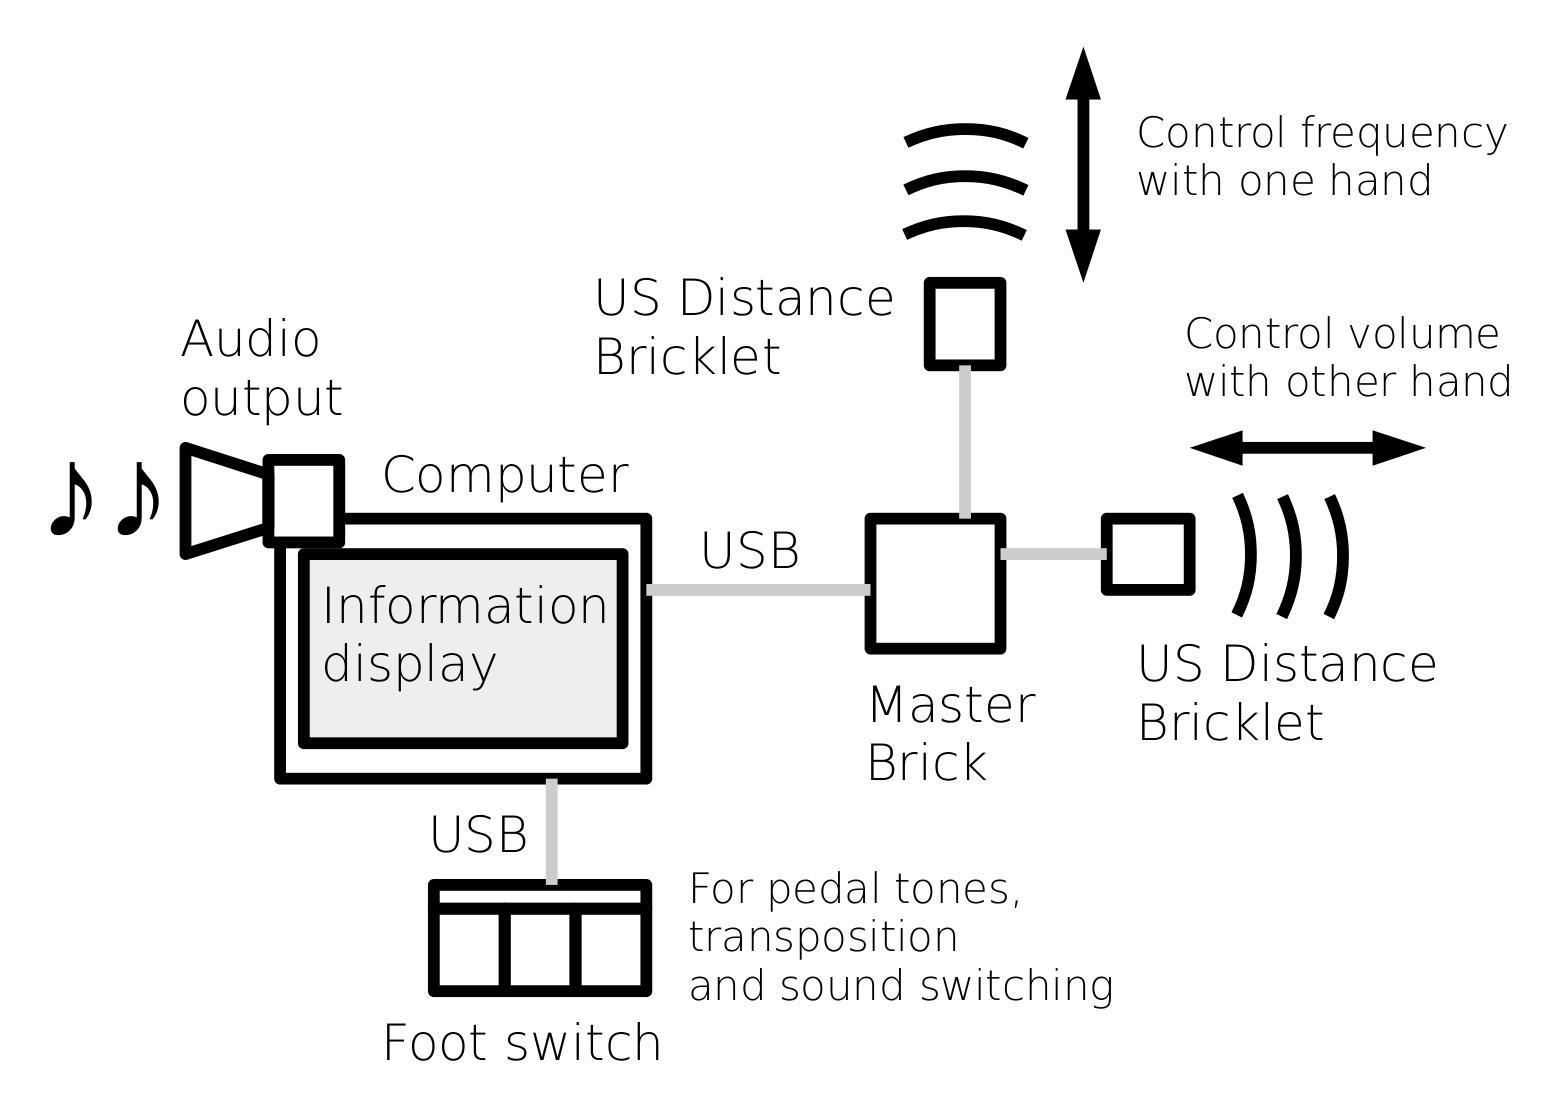 Control frequency
with one hand
US Distance
Bricklet
Control volume
with other hand
Audio
output
Computer
USB
Information
display
US Distance
Bricklet
Master
Brick
USB
For pedal tones,
transposition
and sound switching
Foot switch